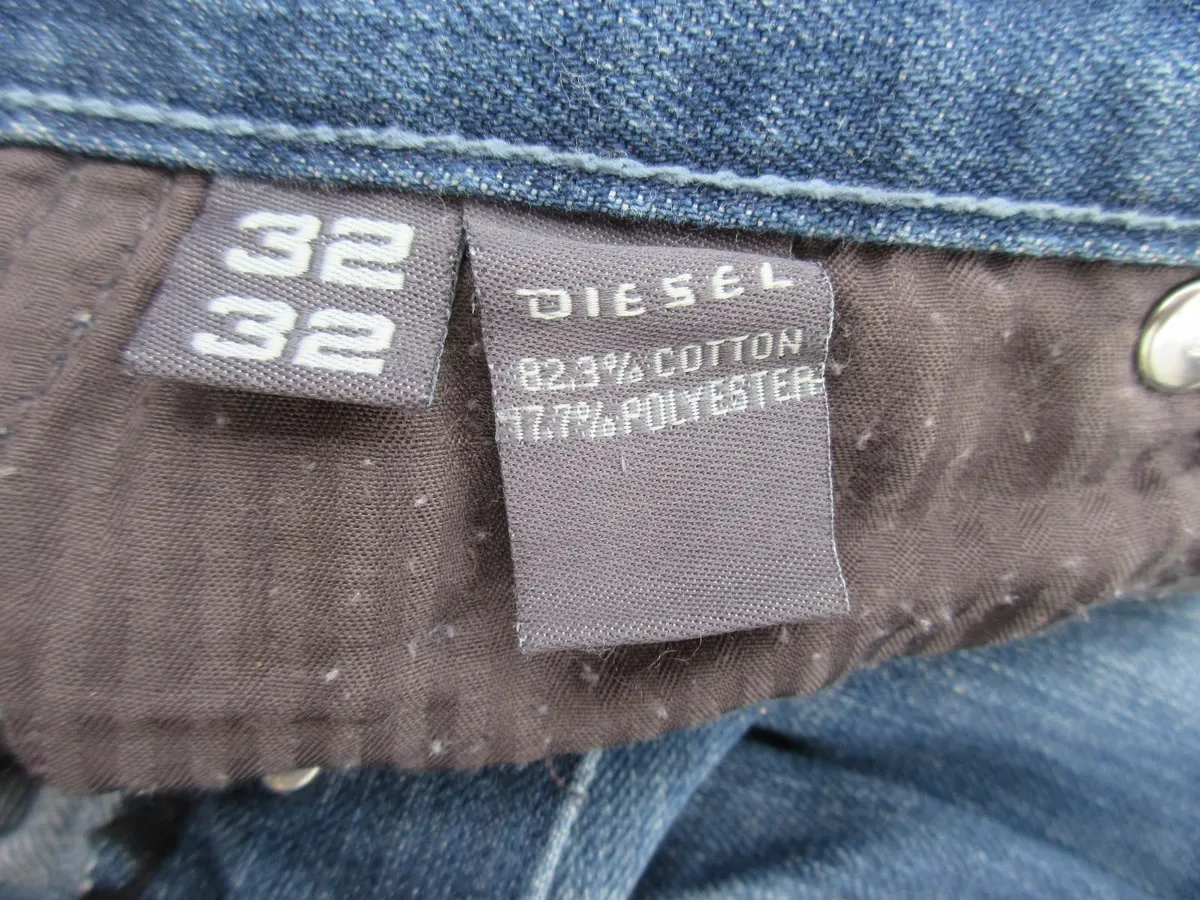 32
32
DIESEL
82,3% COTTON
17.7% POLYESTER